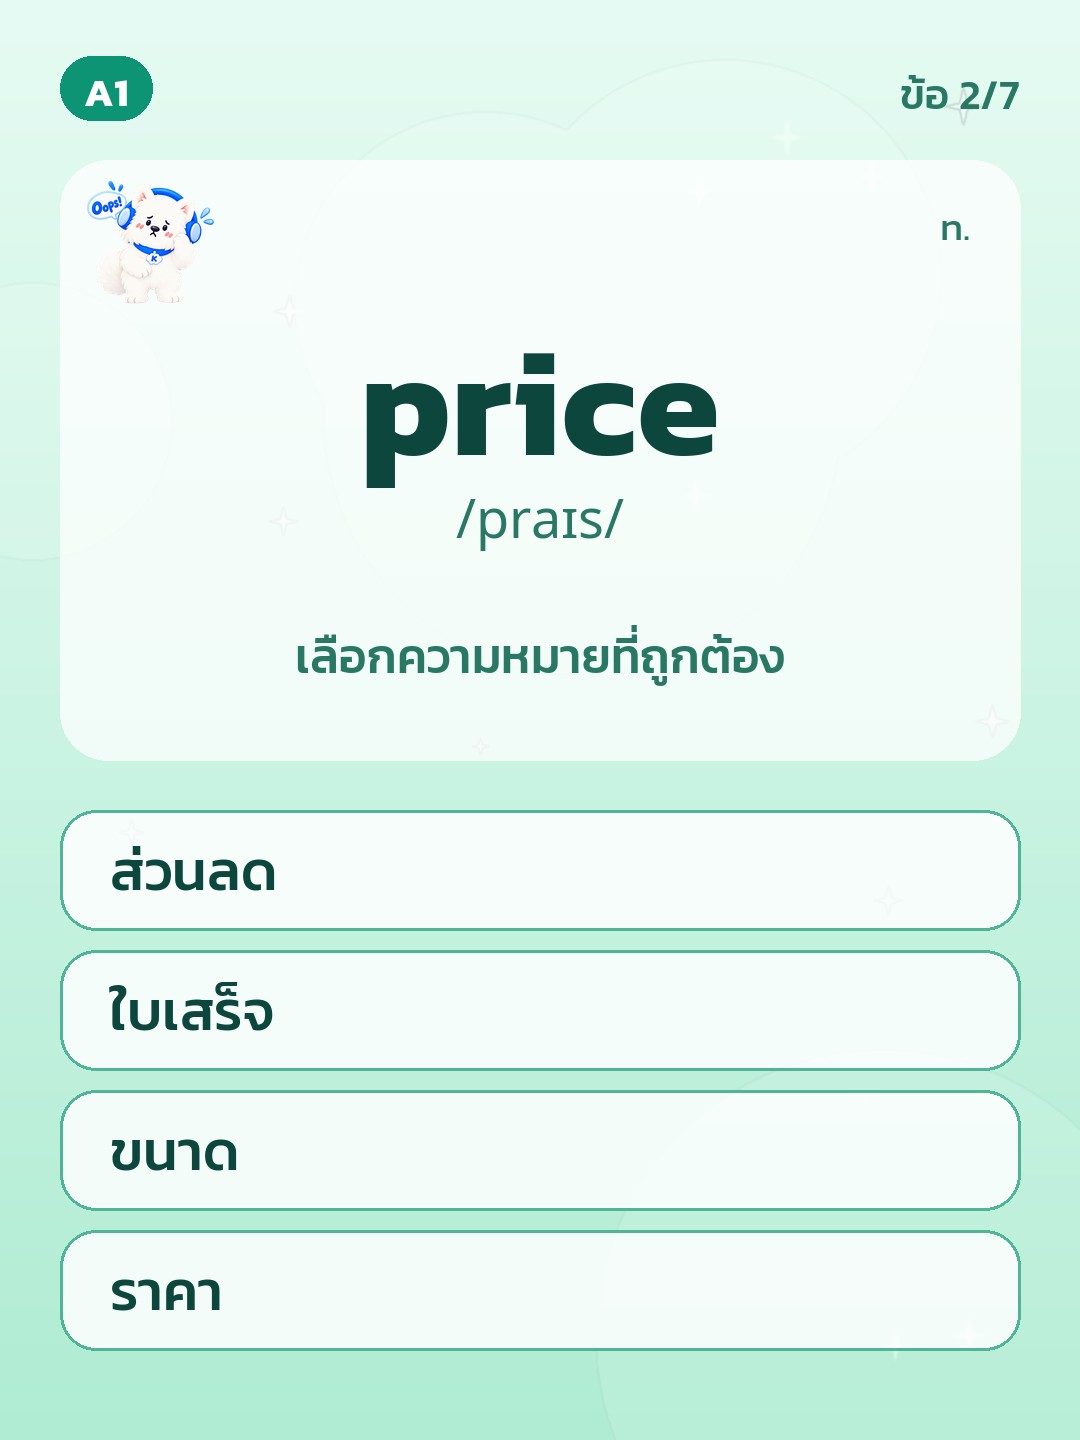 A1
ข้อ 2/7
Oops!
n.
K
price
/praɪs/
เลือกความหมายที่ถูกต้อง
ส่วนลด
ใบเสร็จ
ขนาด
ราคา